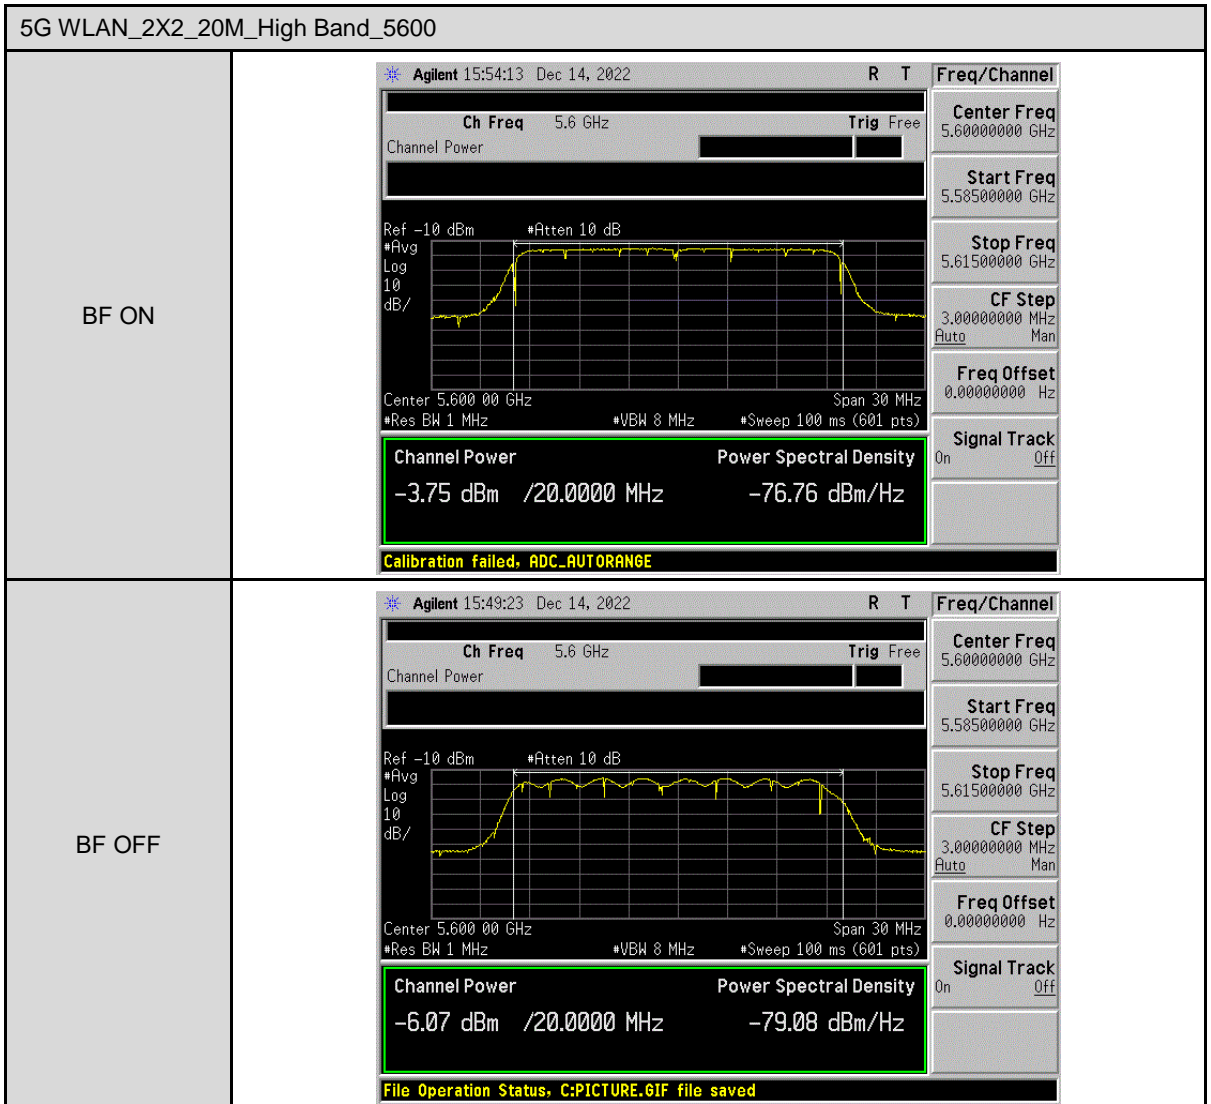 5G WLAN_2X2_20M_High Band_5600
BF ON
Agilent 15:54:13 Dec 14, 2022 R T
Freq/Channel
Ch Freq 5.6 GHz Trig Free
Channel Power
Center Freq
5.60000000 GHz
Start Freq
5.58500000 GHz
Stop Freq
5.61500000 GHz
CF Step
3.00000000 MHz
Auto Man
Freq Offset
0.00000000 Hz
Signal Track
On Off
Ref -10 dBm #Atten 10 dB
#Avg
Log
10
dB/
Center 5.600 00 GHz Span 30 MHz
#Res BW 1 MHz #VBW 8 MHz #Sweep 100 ms (601 pts)
Channel Power Power Spectral Density
-3.75 dBm /20.0000 MHz -76.76 dBm/Hz
Calibration failed, ADC_AUTORANGE
BF OFF
Agilent 15:49:23 Dec 14, 2022 R T
Freq/Channel
Ch Freq 5.6 GHz Trig Free
Channel Power
Center Freq
5.60000000 GHz
Start Freq
5.58500000 GHz
Stop Freq
5.61500000 GHz
CF Step
3.00000000 MHz
Auto Man
Freq Offset
0.00000000 Hz
Signal Track
On Off
Ref -10 dBm #Atten 10 dB
#Avg
Log
10
dB/
Center 5.600 00 GHz Span 30 MHz
#Res BW 1 MHz #VBW 8 MHz #Sweep 100 ms (601 pts)
Channel Power Power Spectral Density
-6.07 dBm /20.0000 MHz -79.08 dBm/Hz
File Operation Status, C:PICTURE.GIF file saved